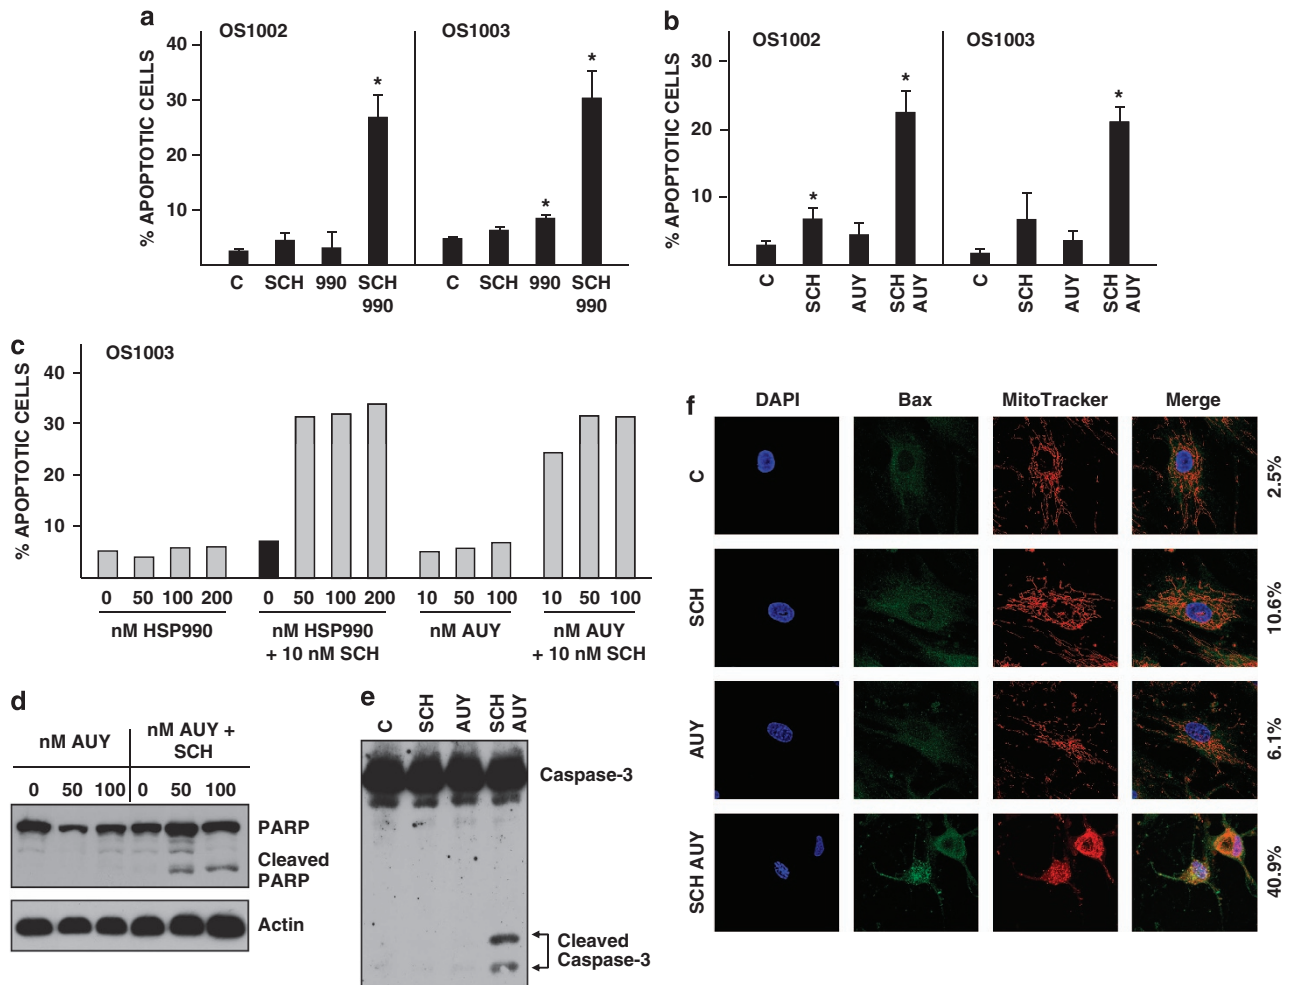 a
OS1002
OS1003
% APOPTOTIC CELLS
40
30
20
10
*
*
*
C SCH 990 SCH 990
C SCH 990 SCH 990
b
OS1002
OS1003
% APOPTOTIC CELLS
30
20
10
*
*
*
C SCH AUY SCH AUY
C SCH AUY SCH AUY
c
OS1003
% APOPTOTIC CELLS
40
30
20
10
0 50 100 200
nM HSP990
0 50 100 200
nM HSP990
+ 10 nM SCH
10 50 100
nM AUY
10 50 100
nM AUY
+ 10 nM SCH
d
nM AUY
nM AUY +
SCH
0 50 100 0 50 100
PARP
Cleaved
PARP
Actin
e
C SCH AUY SCH AUY
Caspase-3
Cleaved
Caspase-3
f
DAPI Bax MitoTracker Merge
C
2.5%
SCH
10.6%
AUY
6.1%
SCH AUY
40.9%